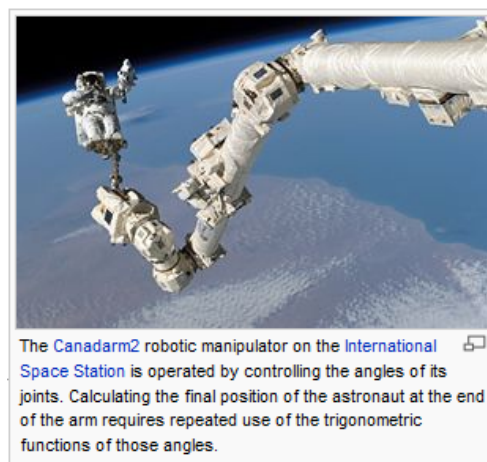 The Canadarm2 robotic manipulator on the International
Space Station is operated by controlling the angles of its
joints. Calculating the final position of the astronaut at the end
of the arm requires repeated use of the trigonometric
functions of those angles.